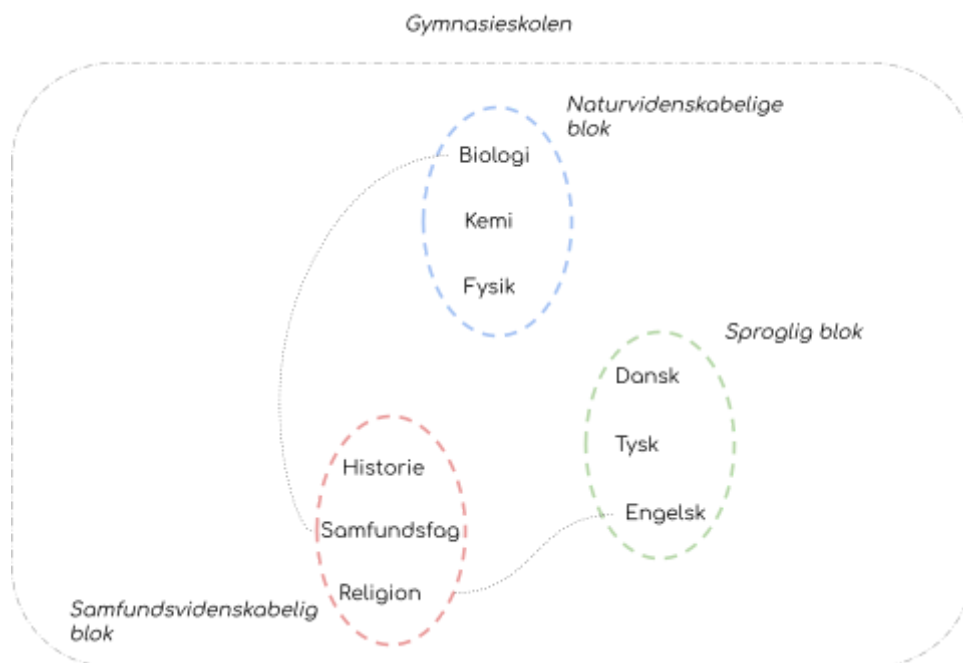 Gymnasieskolen
Naturvidenskabelige
blok
Biologi
Kemi
Fysik
Sproglig blok
Dansk
Tysk
Engelsk
Historie
Samfundsfag
Religion
Samfundsvidenskabelig
blok